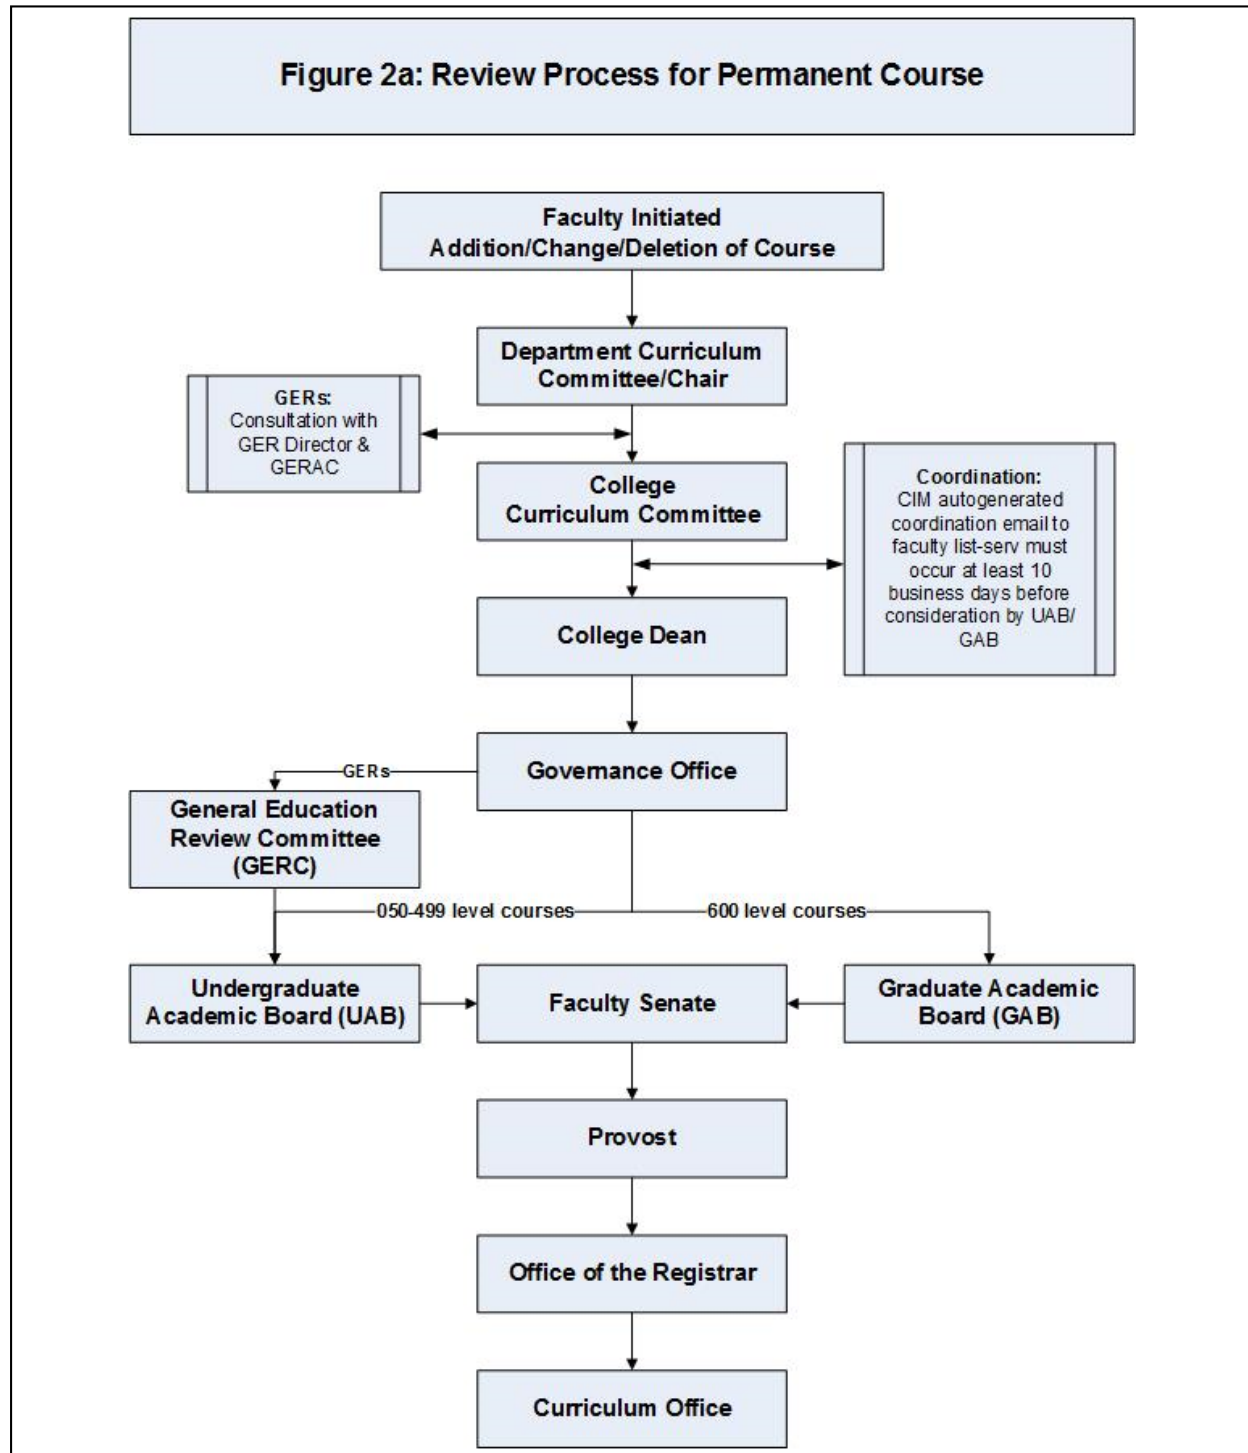 Figure 2a: Review Process for Permanent Course
Faculty Initiated
Addition/Change/Deletion of Course
Department Curriculum
Committee/Chair
GERs:
Consultation with
GER Director &
GERAC
College
Curriculum Committee
Coordination:
CIM autogenerated
coordination email to
faculty list-serv must
occur at least 10
business days before
consideration by UAB/
GAB
College Dean
Governance Office
GERs
General Education
Review Committee
(GERC)
050-499 level courses
600 level courses
Undergraduate
Academic Board (UAB)
Faculty Senate
Graduate Academic
Board (GAB)
Provost
Office of the Registrar
Curriculum Office